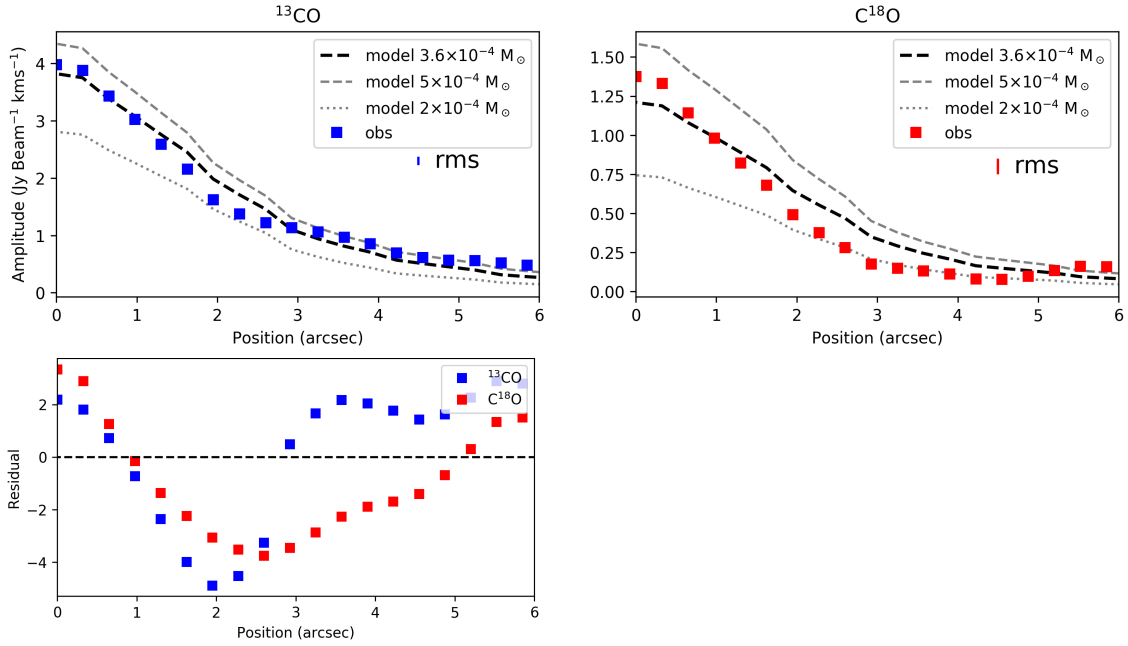 ¹³CO
Amplitude (Jy Beam⁻¹ kms⁻¹)
4
3
2
1
0
model 3.6×10⁻⁴ M☉
model 5×10⁻⁴ M☉
model 2×10⁻⁴ M☉
obs
rms
0 1 2 3 4 5 6
Position (arcsec)
C¹⁸O
1.50
1.25
1.00
0.75
0.50
0.25
0.00
model 3.6×10⁻⁴ M☉
model 5×10⁻⁴ M☉
model 2×10⁻⁴ M☉
obs
rms
0 1 2 3 4 5 6
Position (arcsec)
Residual
2
0
−2
−4
¹³CO
C¹⁸O
0 1 2 3 4 5 6
Position (arcsec)